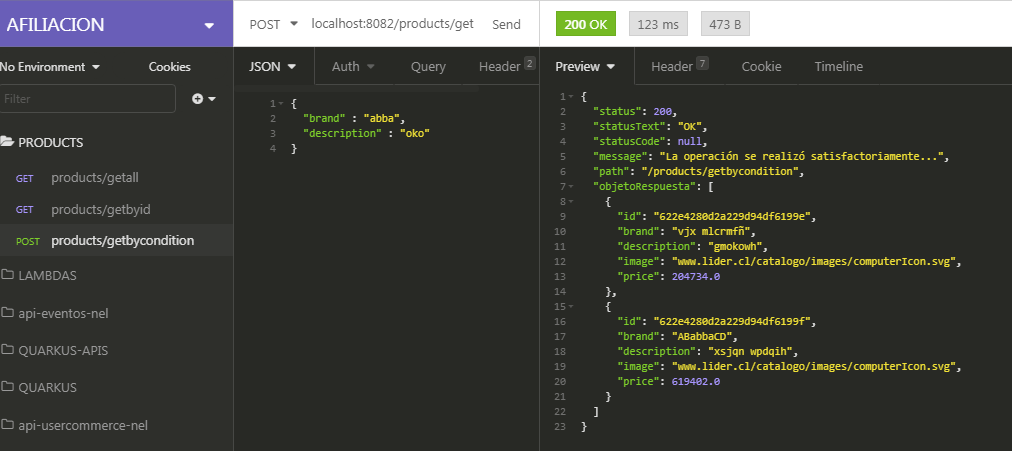 AFILIACION
No Environment
Cookies
Filter
PRODUCTS
GET products/getall
GET products/getbyid
POST products/getbycondition
LAMBDAS
api-eventos-nel
QUARKUS-APIS
QUARKUS
api-usercommerce-nel
POST localhost:8082/products/get Send
JSON Auth Query Header 2
1 {
2 "brand" : "abba",
3 "description" : "oko"
4 }
200 OK 123 ms 473 B
Preview Header 7 Cookie Timeline
1 {
2 "status": 200,
3 "statusText": "OK",
4 "statusCode": null,
5 "message": "La operación se realizó satisfactoriamente...",
6 "path": "/products/getbycondition",
7 "objetoRespuesta": [
8 {
9 "id": "622e4280d2a229d94df6199e",
10 "brand": "vjx mlcrmfñ",
11 "description": "gmokowh",
12 "image": "www.lider.cl/catalogo/images/computerIcon.svg",
13 "price": 204734.0
14 },
15 {
16 "id": "622e4280d2a229d94df6199f",
17 "brand": "ABabbaCD",
18 "description": "xsjqn wpdqih",
19 "image": "www.lider.cl/catalogo/images/computerIcon.svg",
20 "price": 619402.0
21 }
22 ]
23 }